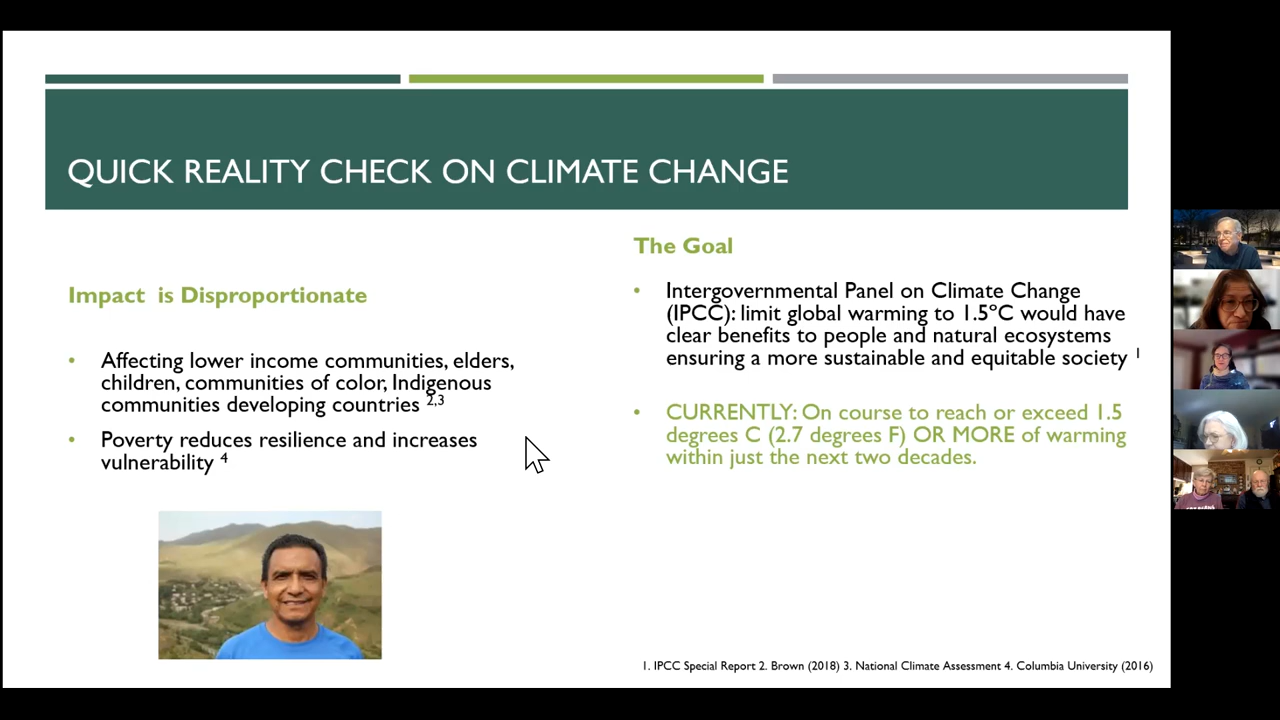 QUICK REALITY CHECK ON CLIMATE CHANGE
Impact is Disproportionate
• Affecting lower income communities, elders,
children, communities of color, Indigenous
communities developing countries 2,3
• Poverty reduces resilience and increases
vulnerability 4
The Goal
• Intergovernmental Panel on Climate Change
(IPCC): limit global warming to 1.5°C would have
clear benefits to people and natural ecosystems
ensuring a more sustainable and equitable society 1
• CURRENTLY: On course to reach or exceed 1.5
degrees C (2.7 degrees F) OR MORE of warming
within just the next two decades.
1. IPCC Special Report 2. Brown (2018) 3. National Climate Assessment 4. Columbia University (2016)